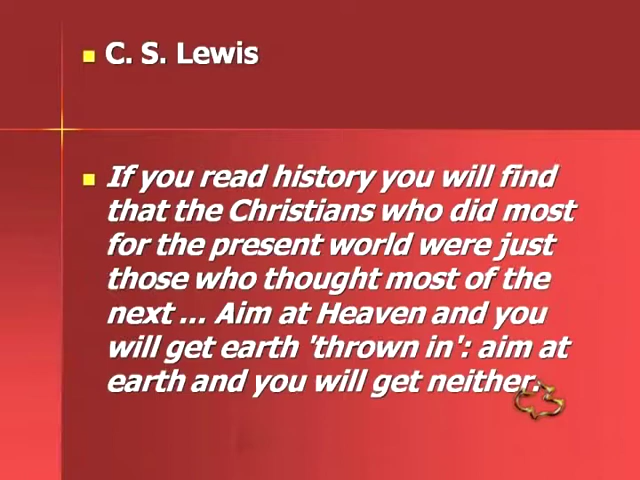 C. S. Lewis
If you read history you will find
that the Christians who did most
for the present world were just
those who thought most of the
next ... Aim at Heaven and you
will get earth 'thrown in': aim at
earth and you will get neither.